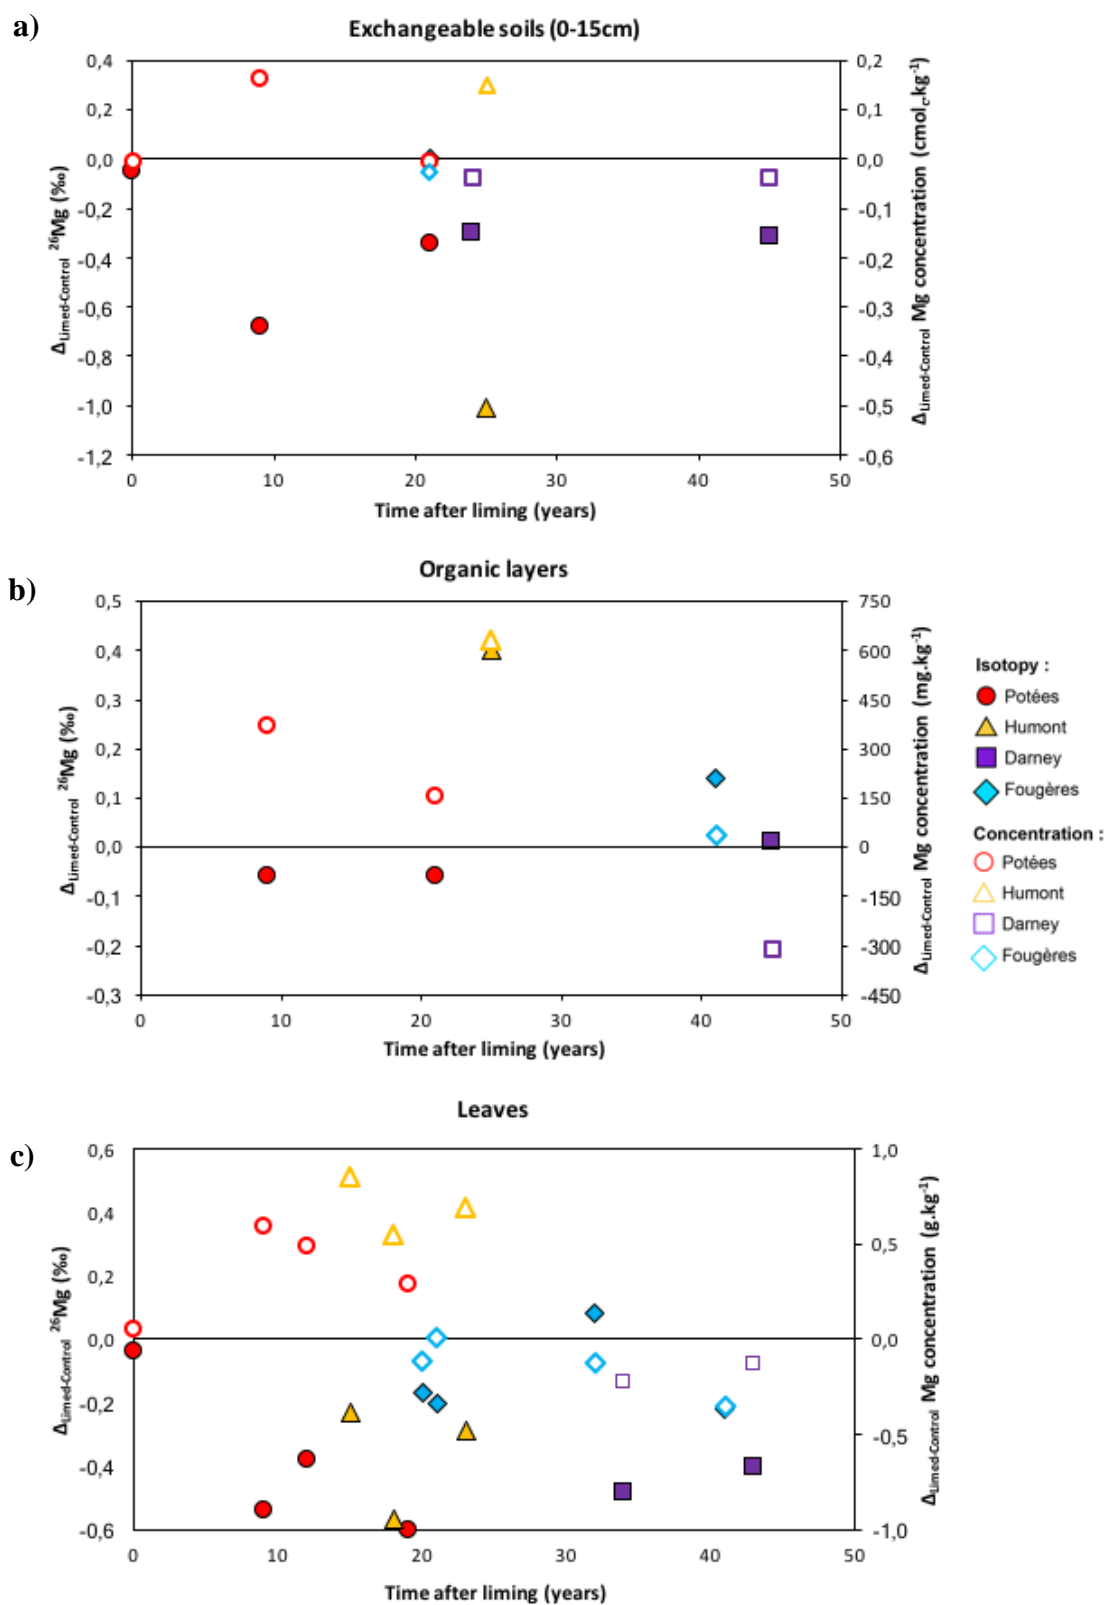 a)
Exchangeable soils (0-15cm)
0,4
0,2
0,0
-0,2
-0,4
-0,6
-0,8
-1,0
-1,2
Δ Limed-Control ²⁶Mg (‰)
0,2
0,1
0,0
-0,1
-0,2
-0,3
-0,4
-0,5
-0,6
Δ Limed-Control Mg concentration (cmolc.kg⁻¹)
0 10 20 30 40 50
Time after liming (years)
b)
Organic layers
0,5
0,4
0,3
0,2
0,1
0,0
-0,1
-0,2
-0,3
Δ Limed-Control ²⁶Mg (‰)
750
600
450
300
150
0
-150
-300
-450
Δ Limed-Control Mg concentration (mg.kg⁻¹)
0 10 20 30 40 50
Time after liming (years)
Isotopy :
Potées
Humont
Darney
Fougères
Concentration :
Potées
Humont
Darney
Fougères
c)
Leaves
0,6
0,4
0,2
0,0
-0,2
-0,4
-0,6
Δ Limed-Control ²⁶Mg (‰)
1,0
0,5
0,0
-0,5
-1,0
Δ Limed-Control Mg concentration (g.kg⁻¹)
0 10 20 30 40 50
Time after liming (years)